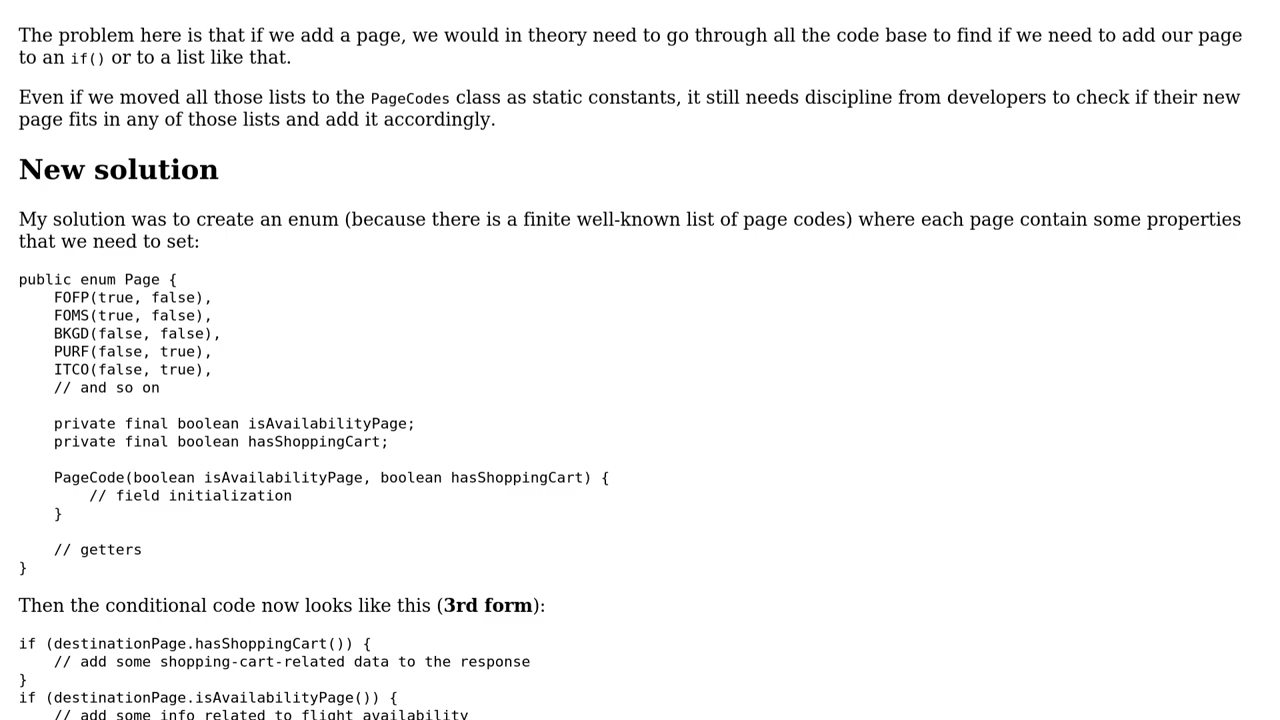 The problem here is that if we add a page, we would in theory need to go through all the code base to find if we need to add our page
to an if() or to a list like that.
Even if we moved all those lists to the PageCodes class as static constants, it still needs discipline from developers to check if their new
page fits in any of those lists and add it accordingly.
New solution
My solution was to create an enum (because there is a finite well-known list of page codes) where each page contain some properties
that we need to set:
public enum Page {
    FOFP(true, false),
    FOMS(true, false),
    BKGD(false, false),
    PURF(false, true),
    ITCO(false, true),
    // and so on
    private final boolean isAvailabilityPage;
    private final boolean hasShoppingCart;
    PageCode(boolean isAvailabilityPage, boolean hasShoppingCart) {
        // field initialization
    }
    // getters
}
Then the conditional code now looks like this (3rd form):
if (destinationPage.hasShoppingCart()) {
    // add some shopping-cart-related data to the response
}
if (destinationPage.isAvailabilityPage()) {
    // add some info related to flight availability